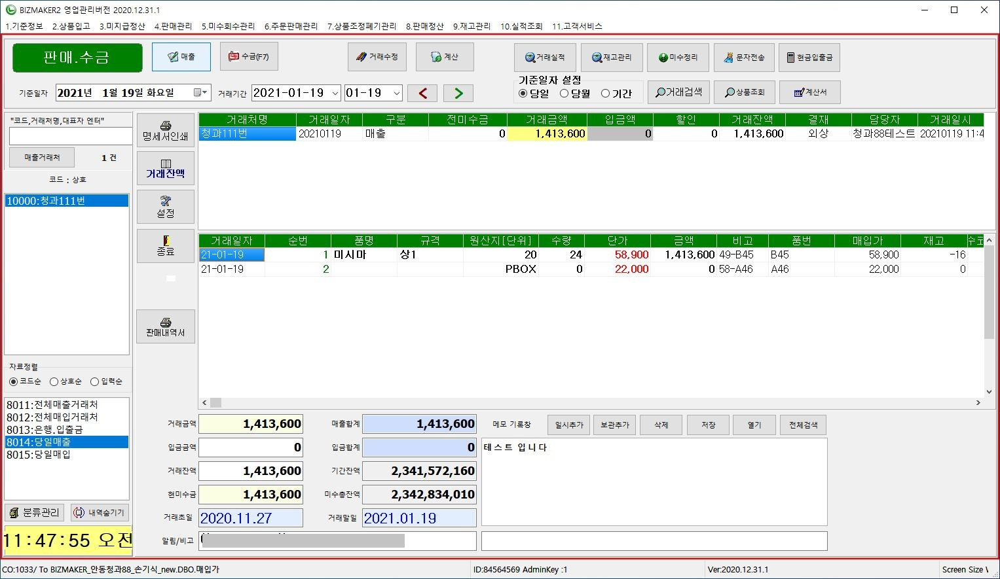 BIZMAKER2 영업관리버전 2020.12.31.1
1.기준정보 2.상품입고 3.미지급정산 4.판매관리 5.미수회수관리 6.주문판매관리 7.상품조정폐기관리 8.판매정산 9.재고관리 10.실적조회 11.고객서비스
판매.수금 매출 수금(F7) 거래수정 계산 거래실적 재고관리 미수정리 문자전송 현금입출금
기준일자 2021년 1월 19일 화요일 거래기간 2021-01-19 01-19 < >
기준일자 설정
당일 당월 기간 거래검색 상품조회 계산서
"코드,거래처명,대표자 엔터"
매출거래처 1 건
코드 : 상호
10000:청과111번
자료정렬
코드순 상호순 입력순
8011:전체매출거래처
8012:전체매입거래처
8013:은행.입출금
8014:당일매출
8015:당일매입
분류관리 내역숨기기
11:47:55 오전
명세서인쇄
거래잔액
설정
종료
판매내역서
거래처명 거래일자 구분 전미수금 거래금액 입금액 할인 거래잔액 결재 담당자 거래일시
청과111번 20210119 매출 0 1,413,600 0 0 1,413,600 외상 청과88테스트 20210119 11:4
거래일자 순번 품명 규격 원산지[단위] 수량 단가 금액 비고 품번 매입가 재고 수코
21-01-19 1 미시마 상1 20 24 58,900 1,413,600 49-B45 B45 58,900 -16
21-01-19 2 PBOX 0 22,000 0 58-A46 A46 22,000 0
거래금액 1,413,600 매출합계 1,413,600 메모 기록창 일시추가 보관추가 삭제 저장 열기 전체검색
입금금액 0 입금합계 0 테스트 입니다
거래잔액 1,413,600 기간잔액 2,341,572,160
현미수금 1,413,600 미수총잔액 2,342,834,010
거래초일 2020.11.27 거래말일 2021.01.19
알림/비고
CO:1033/ To BIZMAKER_안동청과88_손기식_new.DBO.매입가 ID:84564569 AdminKey :1 Ver:2020.12.31.1 Screen Size